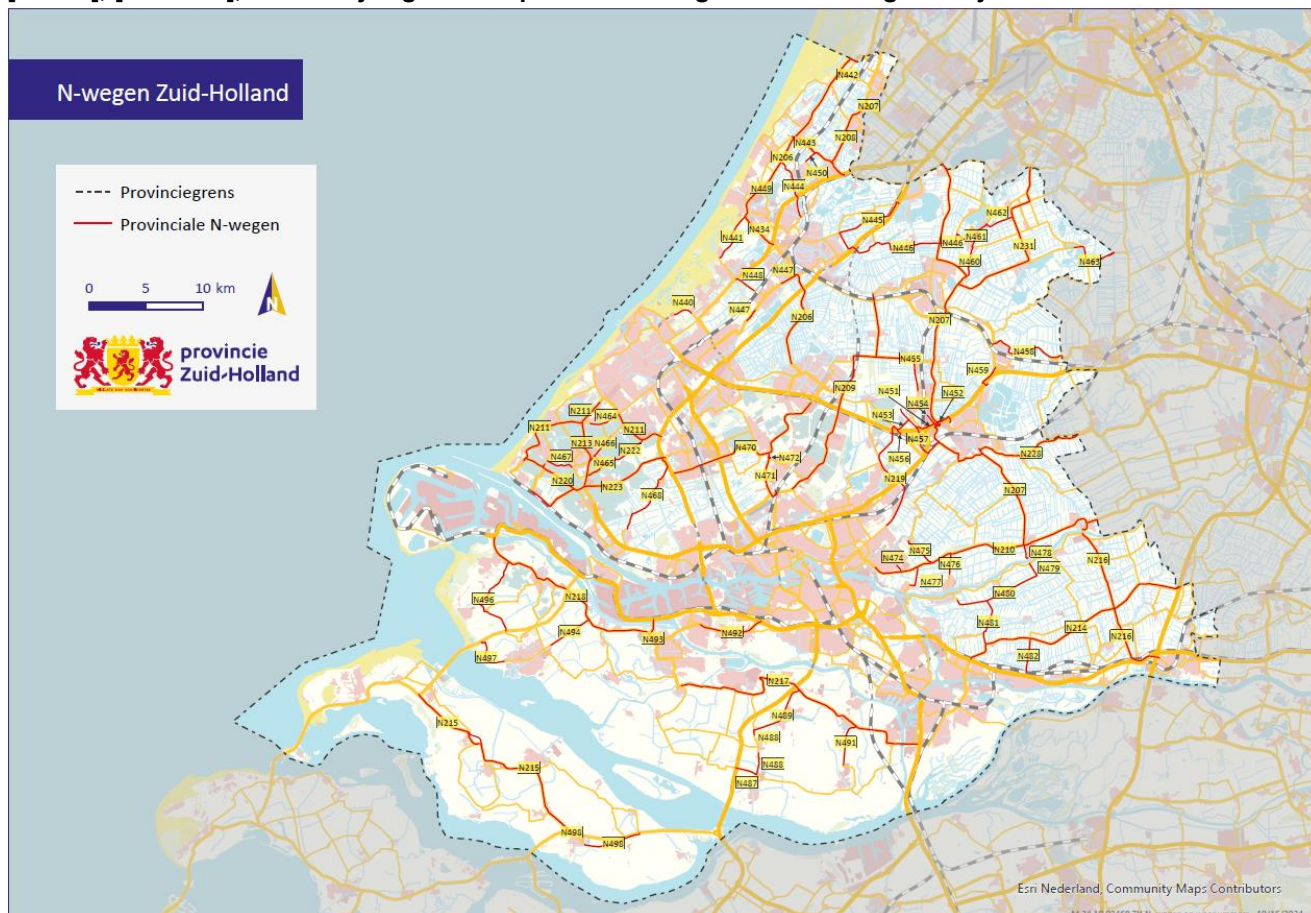 N-wegen Zuid-Holland
Provinciegrens
Provinciale N-wegen
0 5 10 km
N
provincie
Zuid-Holland
N442
N207
N208
N443
N206
N450
N449
N444
N462
N445
N461
N434
N441
N446
N446
N231
N460
N463
N448
N447
N440
N447
N206
N207
N458
N455
N459
N209
N451
N454
N452
N211
N464
N453
N211
N211
N457
N213
N466
N222
N470
N467
N465
N472
N456
N228
N220
N471
N219
N223
N468
N207
N475
N210
N478
N474
N476
N216
N479
N477
N480
N218
N496
N481
N494
N493
N492
N214
N216
N497
N482
N217
N489
N215
N488
N491
N215
N488
N487
N498
N498
Esri Nederland, Community Maps Contributors